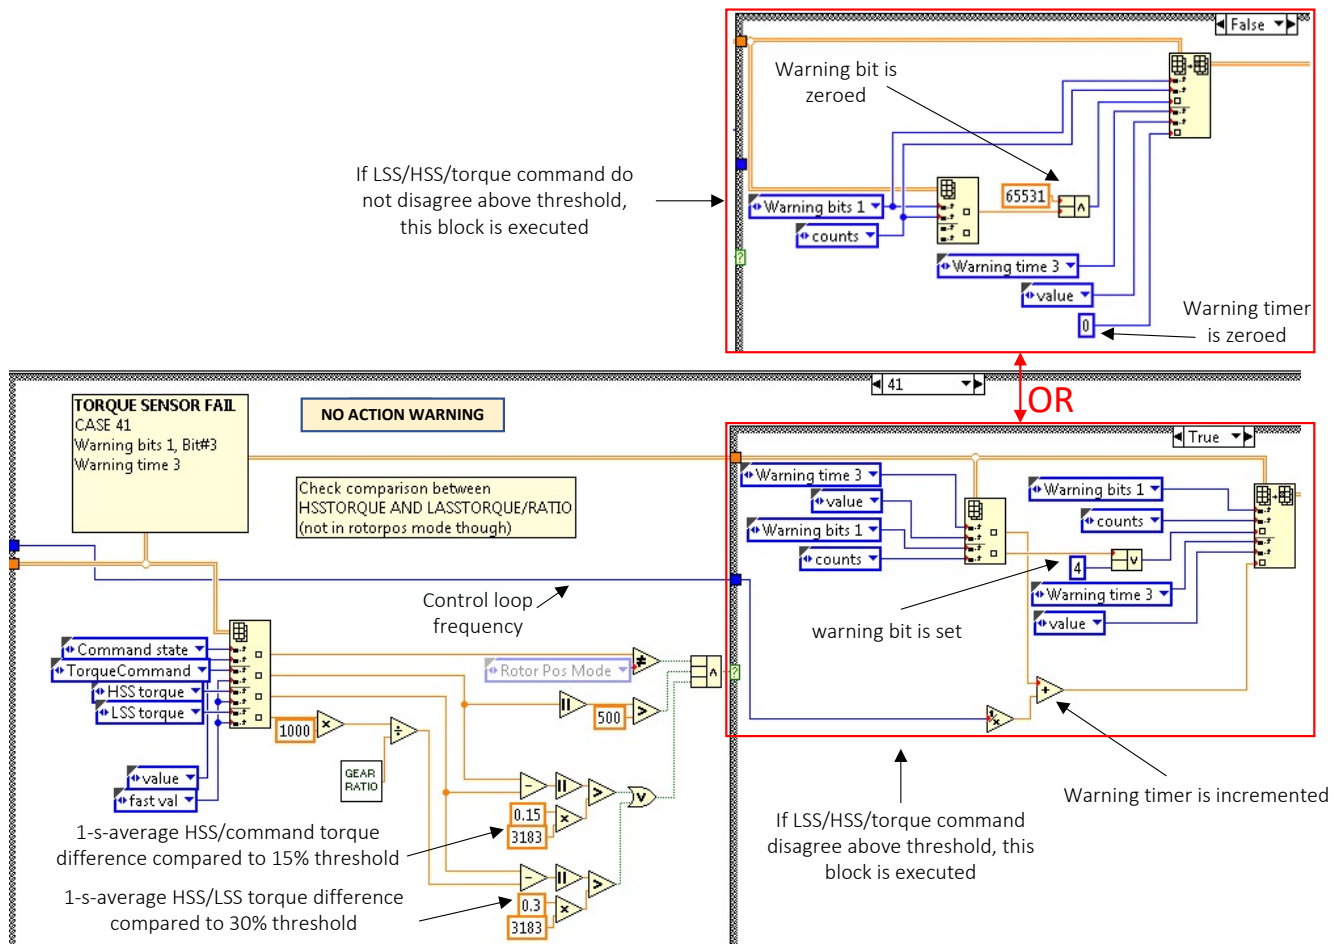 False
Warning bit is
zeroed
If LSS/HSS/torque command do
not disagree above threshold,
this block is executed
65531
Warning bits 1
counts
?
Warning time 3
value
0
Warning timer
is zeroed
41
OR
TORQUE SENSOR FAIL
CASE 41
Warning bits 1, Bit#3
Warning time 3
NO ACTION WARNING
True
Check comparison between
HSSTORQUE AND LASSTORQUE/RATIO
(not in rotorpos mode though)
Warning time 3
value
Warning bits 1
counts
Warning bits 1
counts
4
Warning time 3
value
Control loop
frequency
warning bit is set
Command state
TorqueCommand
HSS torque
LSS torque
Rotor Pos Mode
≠
?
1000
×
÷
500
>
+
GEAR
RATIO
value
fast val
Warning timer is incremented
1-s-average HSS/command torque
difference compared to 15% threshold
−
>
0.15
3183
×
If LSS/HSS/torque command
disagree above threshold, this
block is executed
1-s-average HSS/LSS torque difference
compared to 30% threshold
−
>
0.3
3183
×